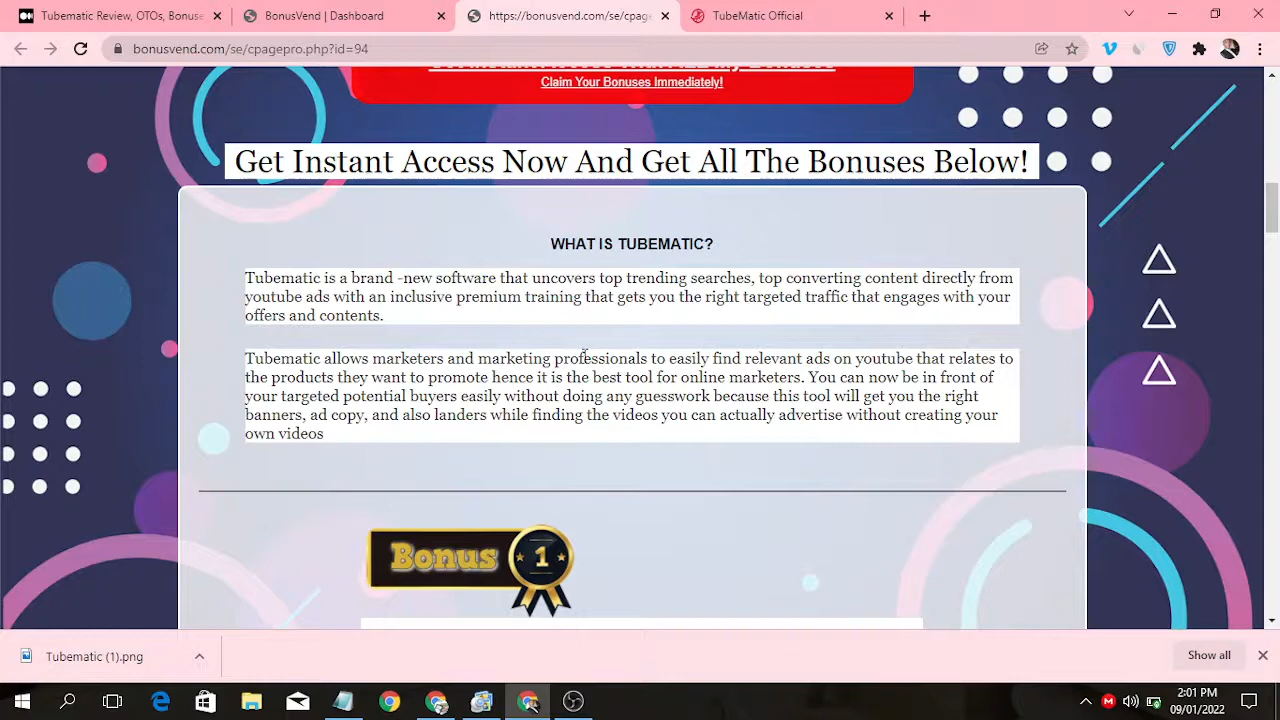 Tubematic Review, OTOs, Bonuse
BonusVend | Dashboard
https://bonusvend.com/se/cpage
TubeMatic Official
bonusvend.com/se/cpagepro.php?id=94
Claim Your Bonuses Immediately!
Get Instant Access Now And Get All The Bonuses Below!
WHAT IS TUBEMATIC?
Tubematic is a brand -new software that uncovers top trending searches, top converting content directly from
youtube ads with an inclusive premium training that gets you the right targeted traffic that engages with your
offers and contents.
Tubematic allows marketers and marketing professionals to easily find relevant ads on youtube that relates to
the products they want to promote hence it is the best tool for online marketers. You can now be in front of
your targeted potential buyers easily without doing any guesswork because this tool will get you the right
banners, ad copy, and also landers while finding the videos you can actually advertise without creating your
own videos
Bonus 1
Tubematic (1).png
Show all
2:01 PM
09/01/2022